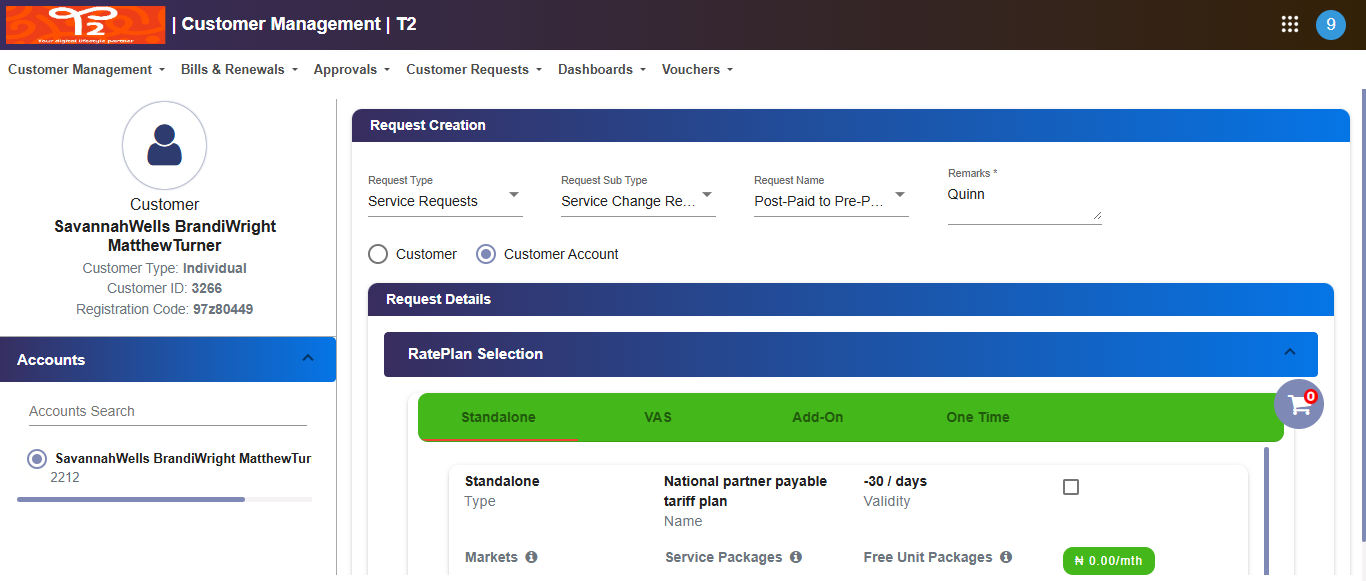 T2
Your digital lifestyle partner
| Customer Management | T2
9
Customer Management
Bills & Renewals
Approvals
Customer Requests
Dashboards
Vouchers
Customer
SavannahWells BrandiWright
MatthewTurner
Customer Type: Individual
Customer ID: 3266
Registration Code: 97z80449
Accounts
Accounts Search
SavannahWells BrandiWright MatthewTur
2212
Request Creation
Request Type
Service Requests
Request Sub Type
Service Change Re...
Request Name
Post-Paid to Pre-P...
Remarks *
Quinn
Customer
Customer Account
Request Details
RatePlan Selection
0
Standalone
VAS
Add-On
One Time
Standalone
Type
National partner payable
tariff plan
Name
-30 / days
Validity
Markets
Service Packages
Free Unit Packages
₦ 0.00/mth